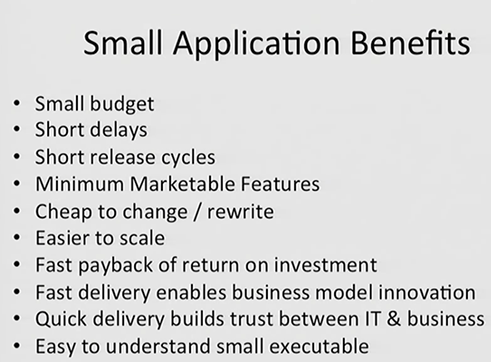 Small Application Benefits
• Small budget
• Short delays
• Short release cycles
• Minimum Marketable Features
• Cheap to change / rewrite
• Easier to scale
• Fast payback of return on investment
• Fast delivery enables business model innovation
• Quick delivery builds trust between IT & business
• Easy to understand small executable